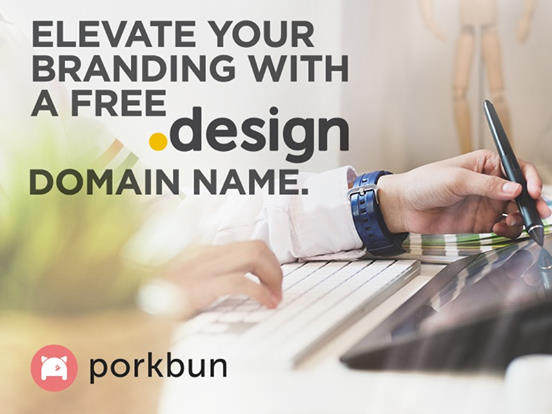 ELEVATE YOUR
BRANDING WITH
A FREE
.design
DOMAIN NAME.
porkbun